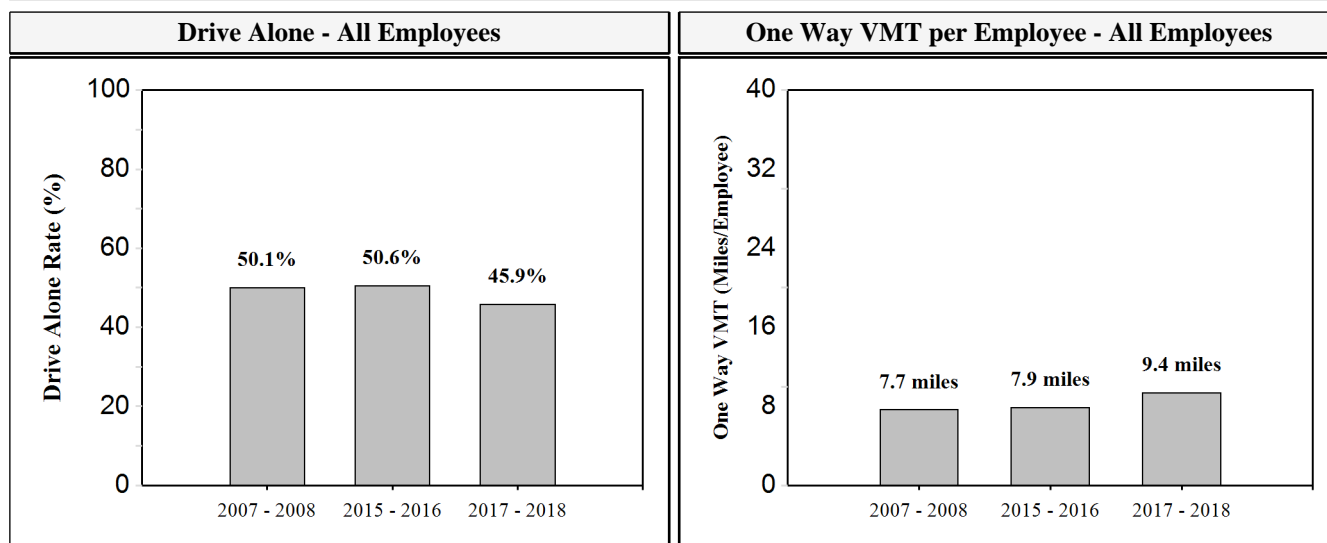 Drive Alone - All Employees
One Way VMT per Employee - All Employees
Drive Alone Rate (%)
100
80
60
40
20
0
50.1%
50.6%
45.9%
2007 - 2008
2015 - 2016
2017 - 2018
One Way VMT (Miles/Employee)
40
32
24
16
8
0
7.7 miles
7.9 miles
9.4 miles
2007 - 2008
2015 - 2016
2017 - 2018